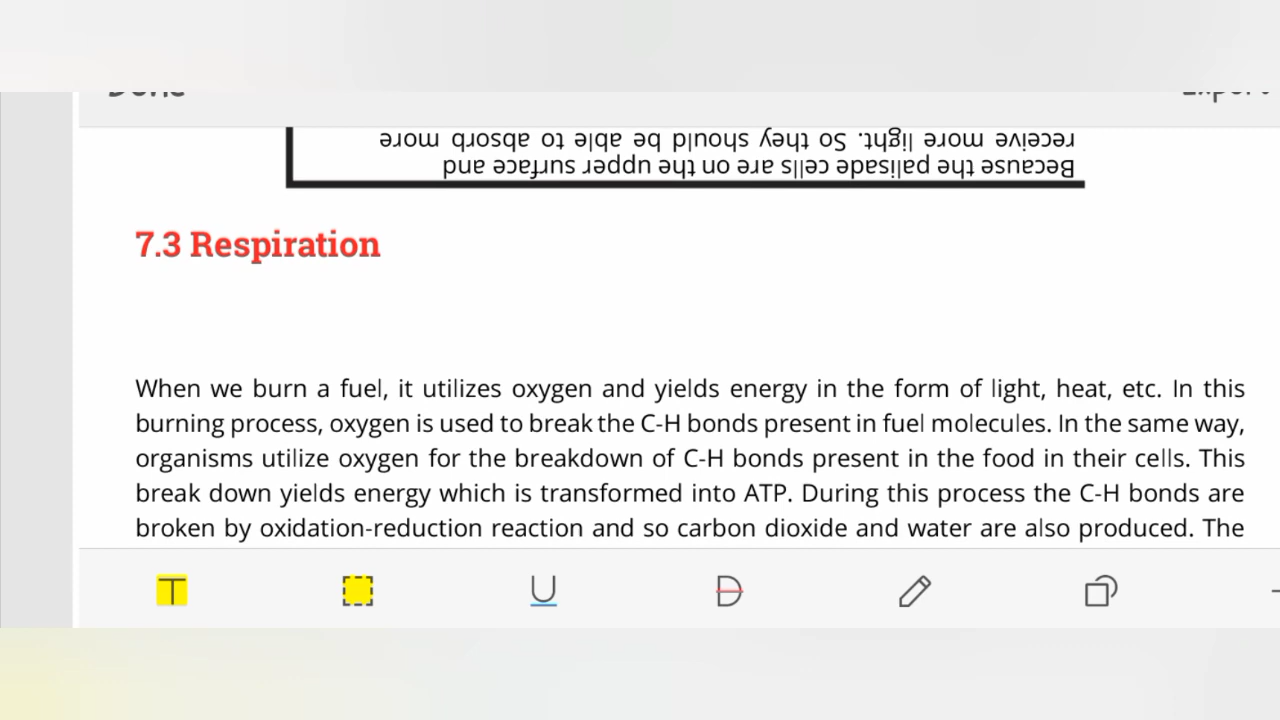 Done
Export
Because the palisade cells are on the upper surface and
receive more light. So they should be able to absorb more
7.3 Respiration
When we burn a fuel, it utilizes oxygen and yields energy in the form of light, heat, etc. In this
burning process, oxygen is used to break the C-H bonds present in fuel molecules. In the same way,
organisms utilize oxygen for the breakdown of C-H bonds present in the food in their cells. This
break down yields energy which is transformed into ATP. During this process the C-H bonds are
broken by oxidation-reduction reaction and so carbon dioxide and water are also produced. The